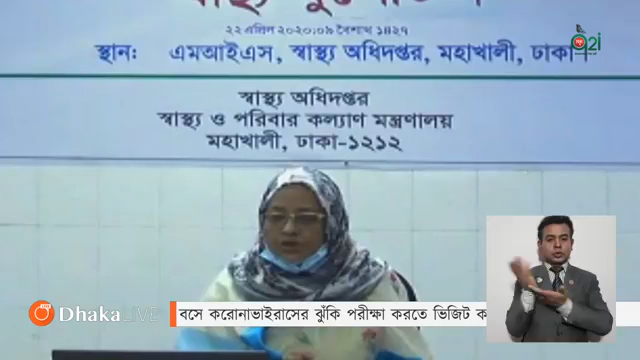 ২২ এপ্রিল ২০২০,০৯ বৈশাখ ১৪২৭
স্থান: এমআইএস, স্বাস্থ্য অধিদপ্তর, মহাখালী, ঢাকা
a2i
স্বাস্থ্য অধিদপ্তর
স্বাস্থ্য ও পরিবার কল্যাণ মন্ত্রণালয়
মহাখালী, ঢাকা-১২১২
DhakaLIVE
বসে করোনাভাইরাসের ঝুঁকি পরীক্ষা করতে ভিজিট